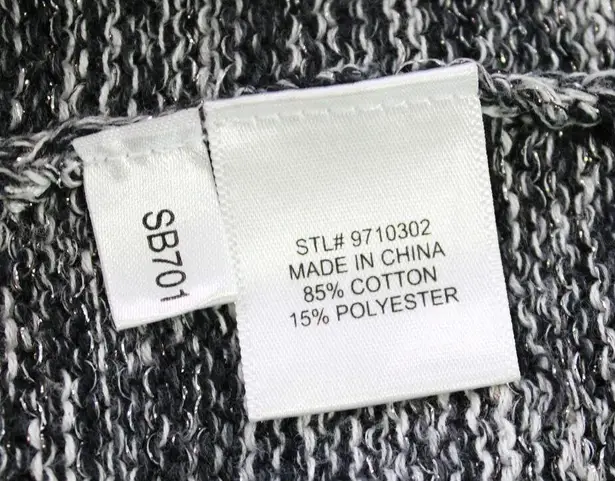 SB701
STL# 9710302
MADE IN CHINA
85% COTTON
15% POLYESTER